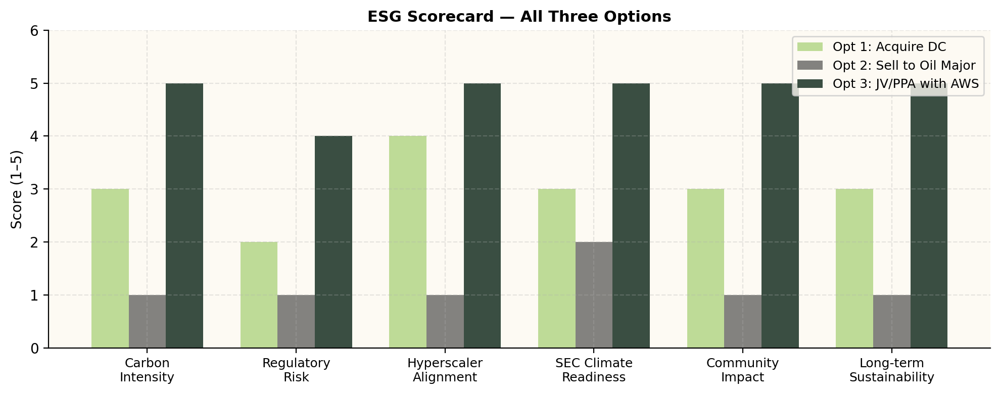 ESG Scorecard — All Three Options
6
5
4
3
2
1
0
Score (1–5)
Opt 1: Acquire DC
Opt 2: Sell to Oil Major
Opt 3: JV/PPA with AWS
Carbon
Intensity
Regulatory
Risk
Hyperscaler
Alignment
SEC Climate
Readiness
Community
Impact
Long-term
Sustainability